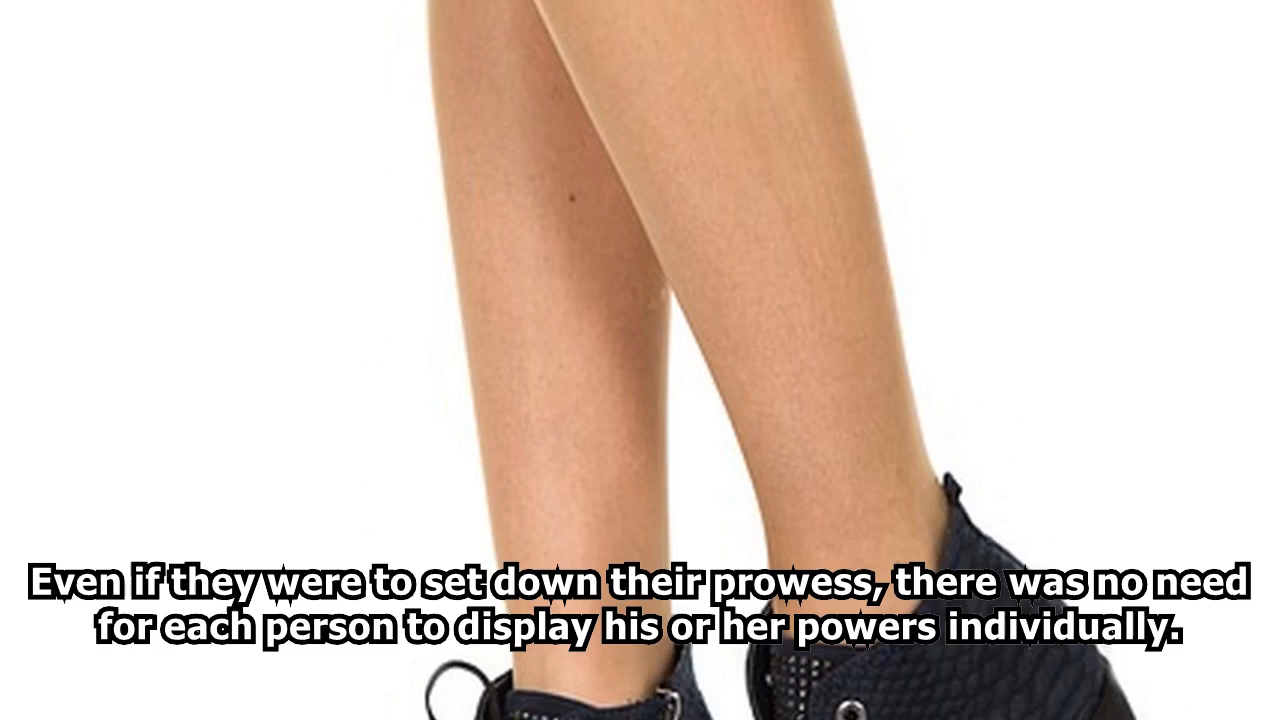 Even if they were to set down their prowess, there was no need
for each person to display his or her powers individually.